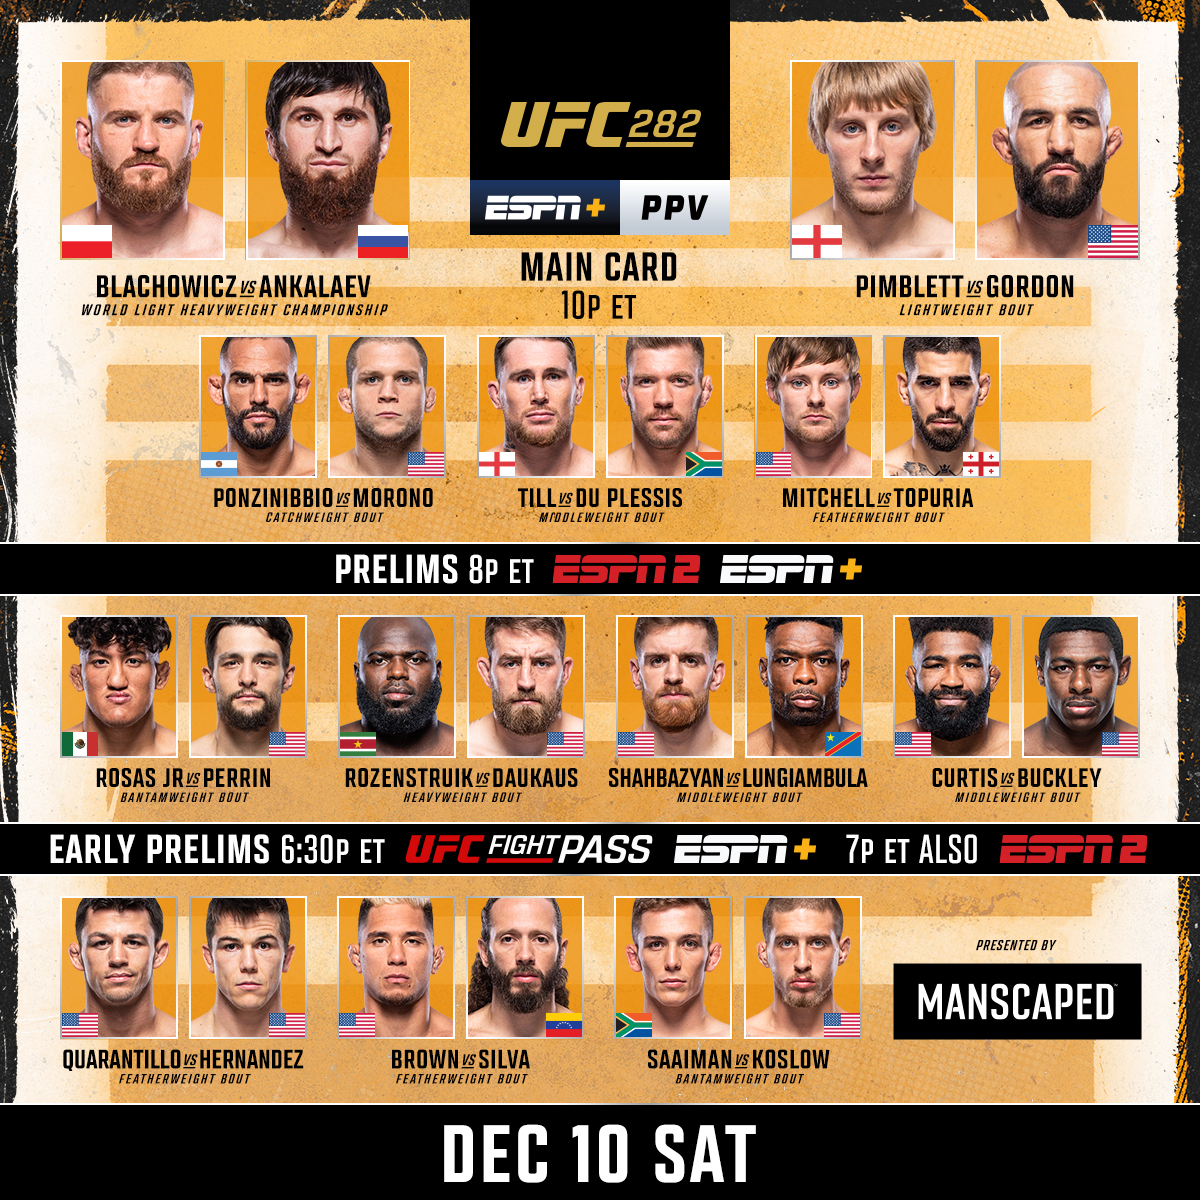 UFC 282
ESPN+ PPV
MAIN CARD
10P ET
BLACHOWICZ VS ANKALAEV
WORLD LIGHT HEAVYWEIGHT CHAMPIONSHIP
PIMBLETT VS GORDON
LIGHTWEIGHT BOUT
PONZINIBBIO VS MORONO
CATCHWEIGHT BOUT
TILL VS DU PLESSIS
MIDDLEWEIGHT BOUT
MITCHELL VS TOPURIA
FEATHERWEIGHT BOUT
PRELIMS 8P ET ESPN2 ESPN+
ROSAS JR VS PERRIN
BANTAMWEIGHT BOUT
ROZENSTRUIK VS DAUKAUS
HEAVYWEIGHT BOUT
SHAHBAZYAN VS LUNGIAMBULA
MIDDLEWEIGHT BOUT
CURTIS VS BUCKLEY
MIDDLEWEIGHT BOUT
EARLY PRELIMS 6:30P ET UFC FIGHT PASS ESPN+ 7P ET ALSO ESPN2
QUARANTILLO VS HERNANDEZ
FEATHERWEIGHT BOUT
BROWN VS SILVA
FEATHERWEIGHT BOUT
SAAIMAN VS KOSLOW
BANTAMWEIGHT BOUT
PRESENTED BY
MANSCAPED
DEC 10 SAT